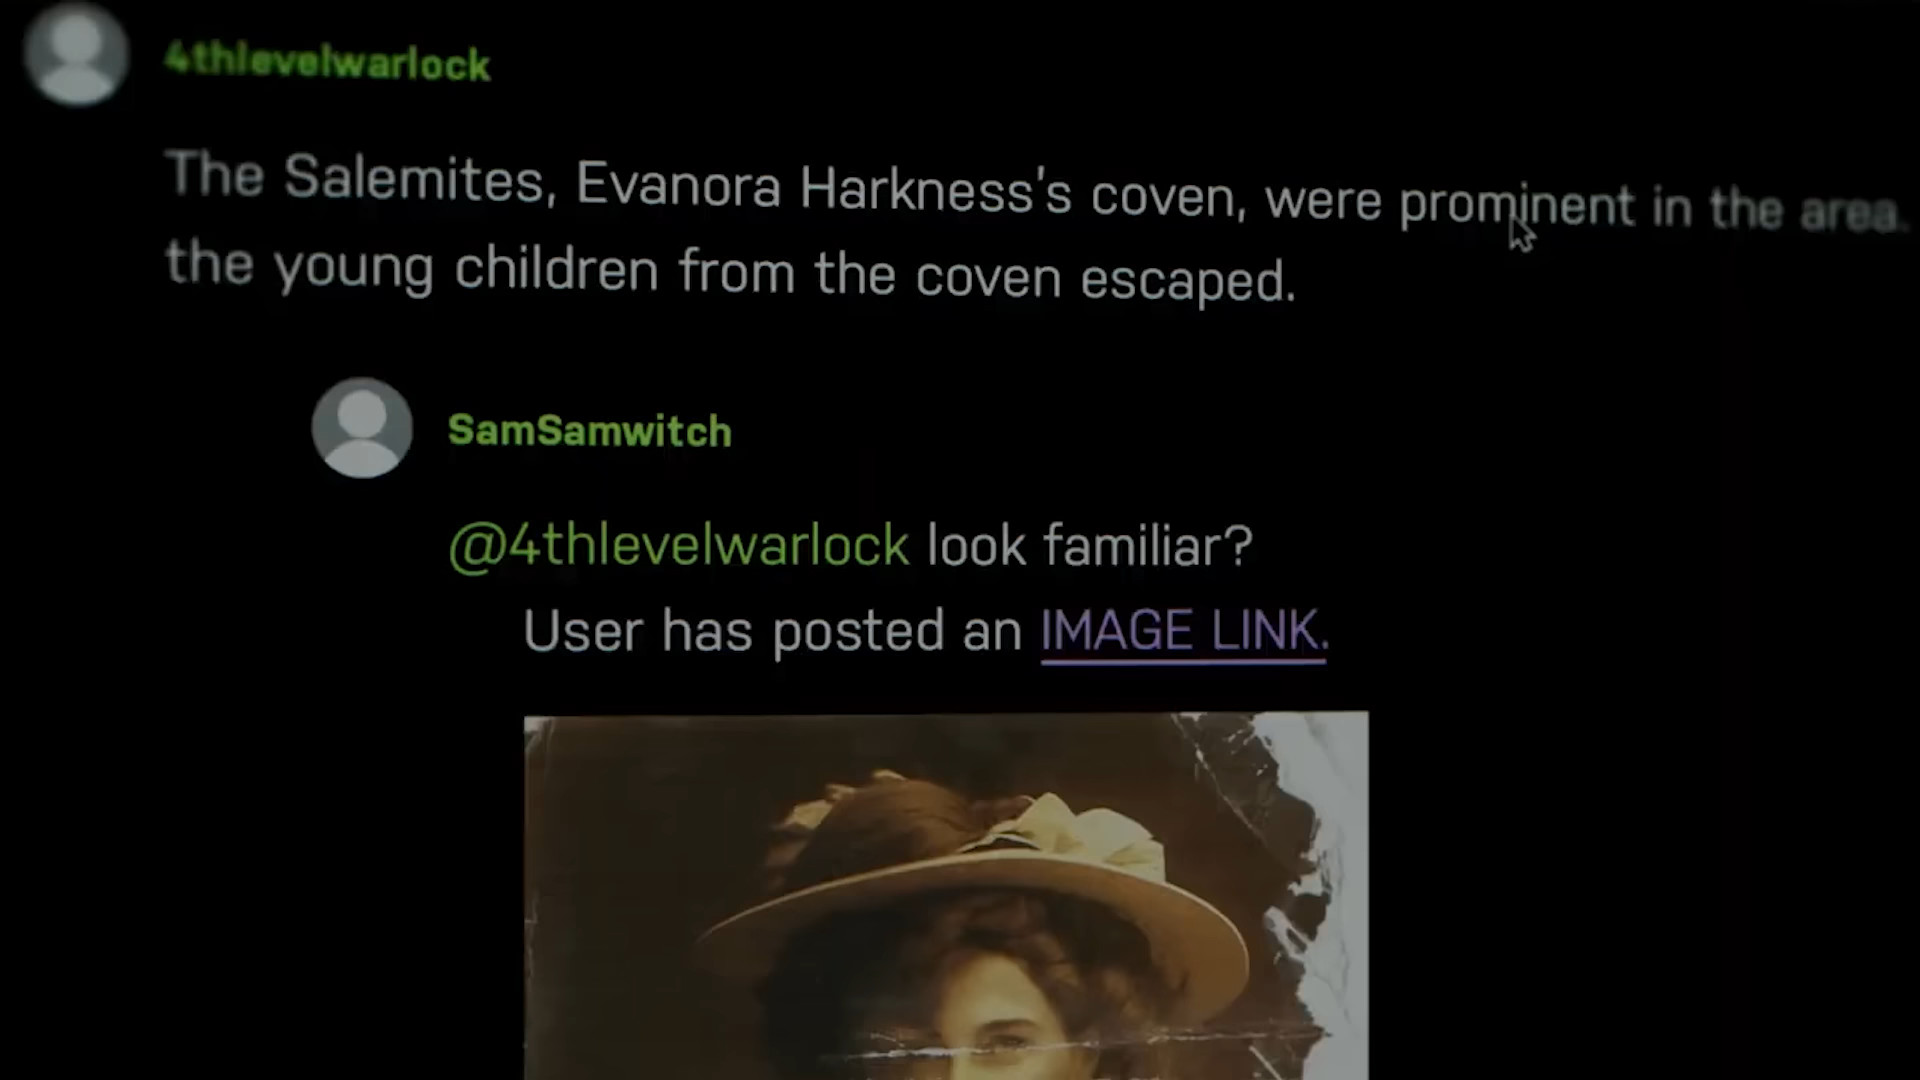 4thlevelwarlock
The Salemites, Evanora Harkness's coven, were prominent in the area.
the young children from the coven escaped.
SamSamwitch
@4thlevelwarlock look familiar?
User has posted an IMAGE LINK.